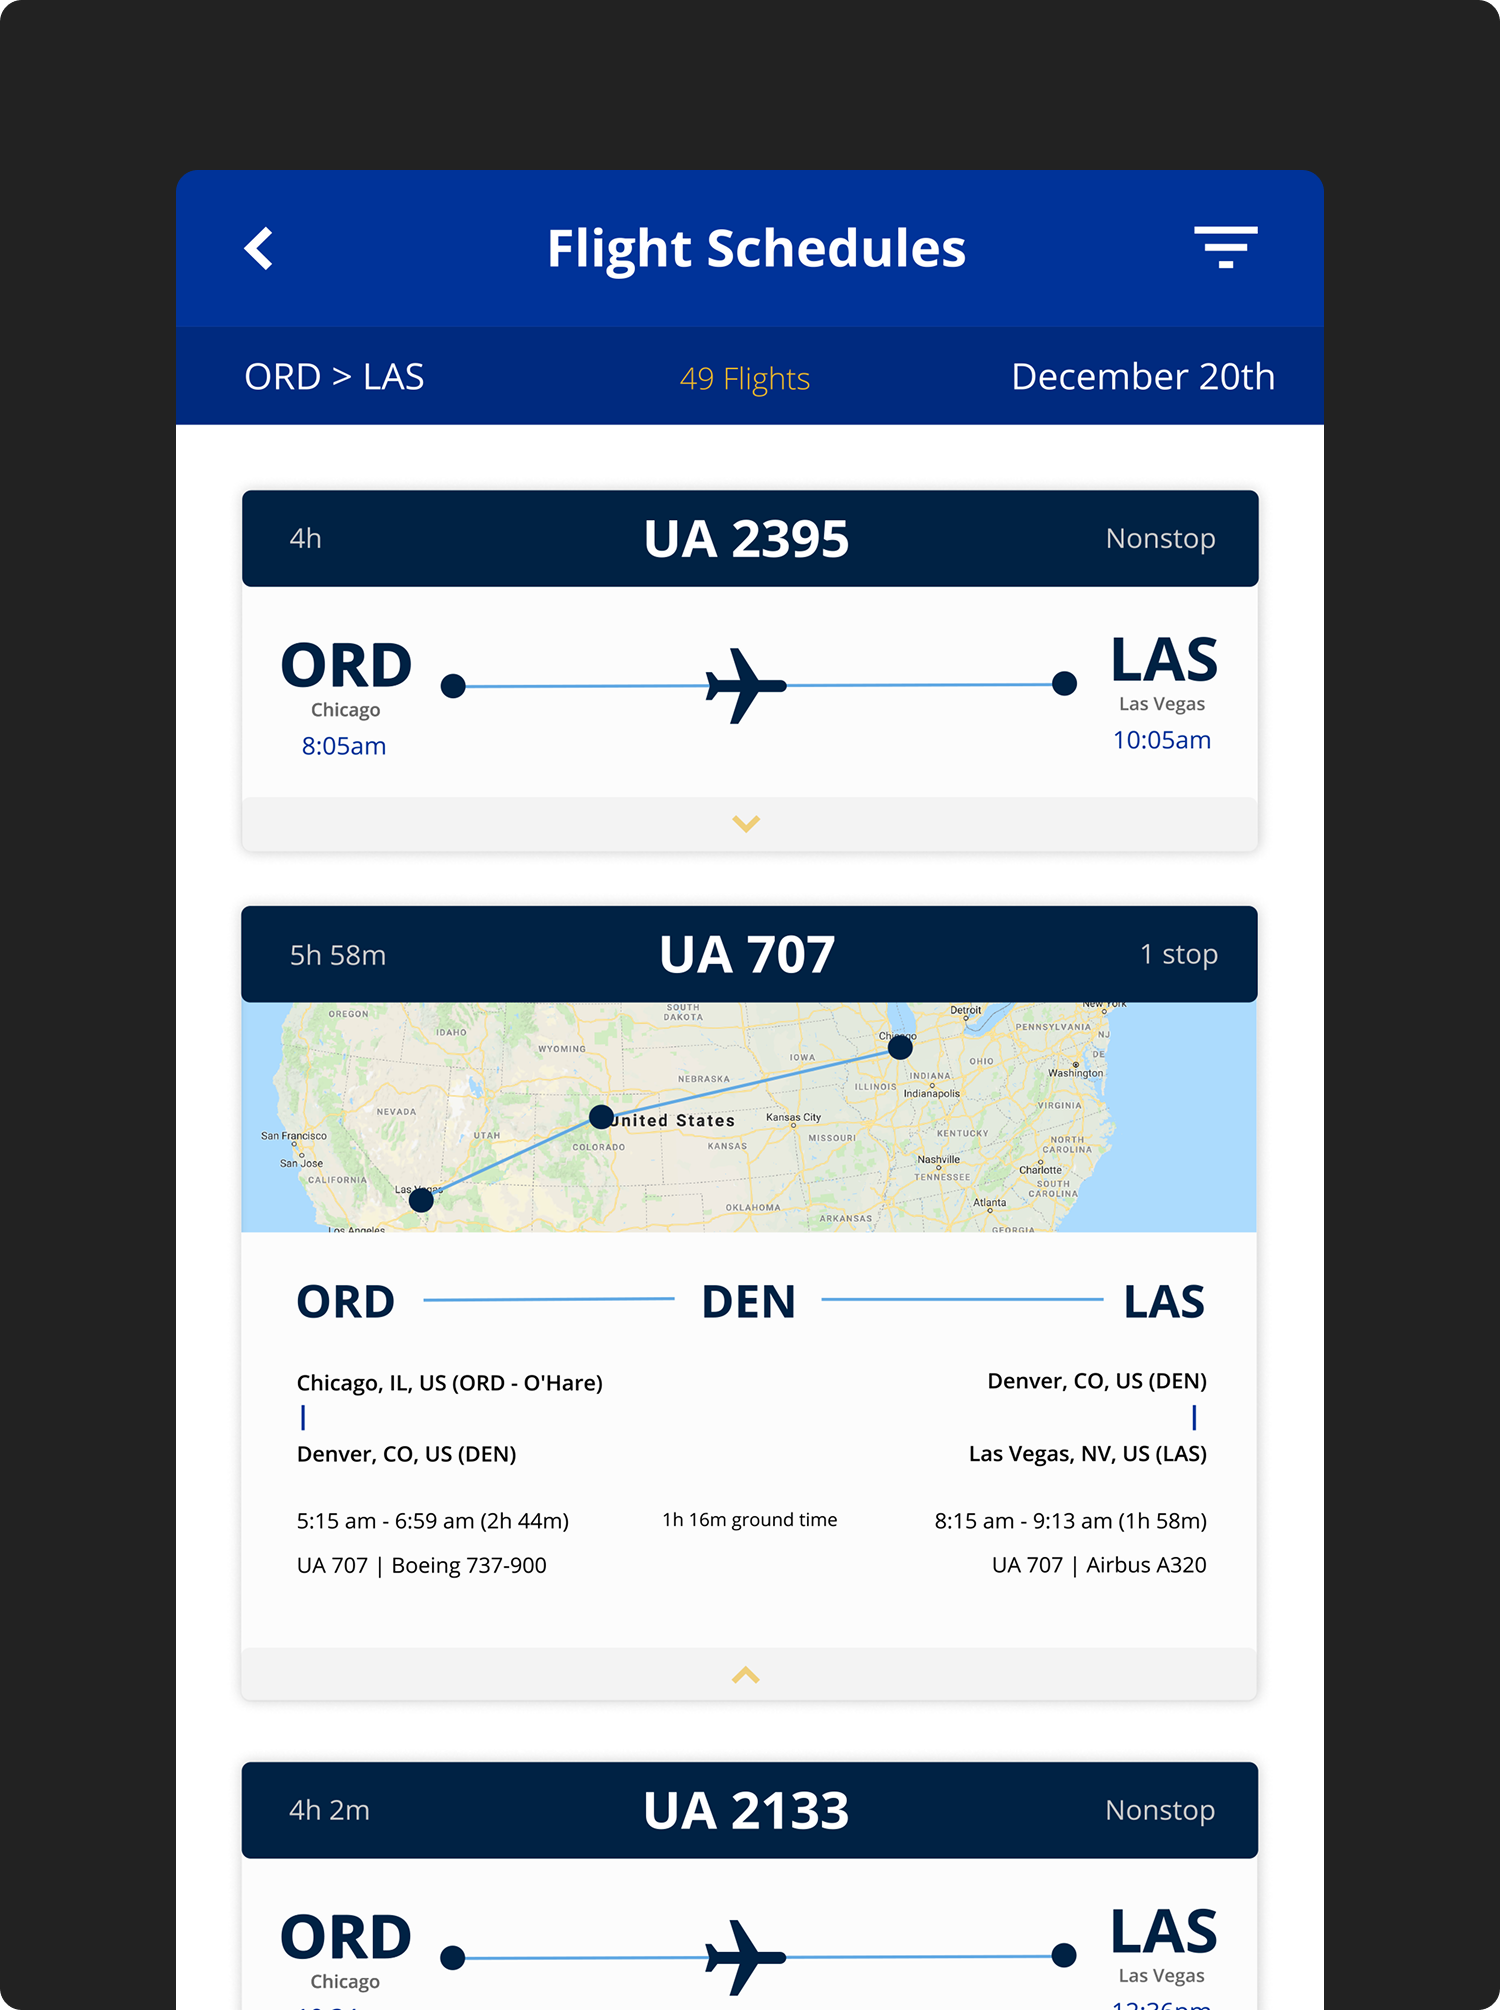 Flight Schedules
ORD > LAS 49 Flights December 20th
4h UA 2395 Nonstop
ORD LAS
Chicago Las Vegas
8:05am 10:05am
5h 58m UA 707 1 stop
New York
OREGON SOUTH DAKOTA Detroit
IDAHO PENNSYLVANIA
WYOMING Chicago NJ
IOWA OHIO DE
NEBRASKA ILLINOIS INDIANA Washington
Indianapolis
NEVADA United States Kansas City VIRGINIA
San Francisco UTAH COLORADO KANSAS MISSOURI KENTUCKY NORTH CAROLINA
San Jose Nashville Charlotte
CALIFORNIA Las Vegas TENNESSEE SOUTH CAROLINA
OKLAHOMA ARKANSAS Atlanta
Los Angeles GEORGIA
ORD DEN LAS
Chicago, IL, US (ORD - O'Hare) Denver, CO, US (DEN)
Denver, CO, US (DEN) Las Vegas, NV, US (LAS)
5:15 am - 6:59 am (2h 44m) 1h 16m ground time 8:15 am - 9:13 am (1h 58m)
UA 707 | Boeing 737-900 UA 707 | Airbus A320
4h 2m UA 2133 Nonstop
ORD LAS
Chicago Las Vegas
12:36pm